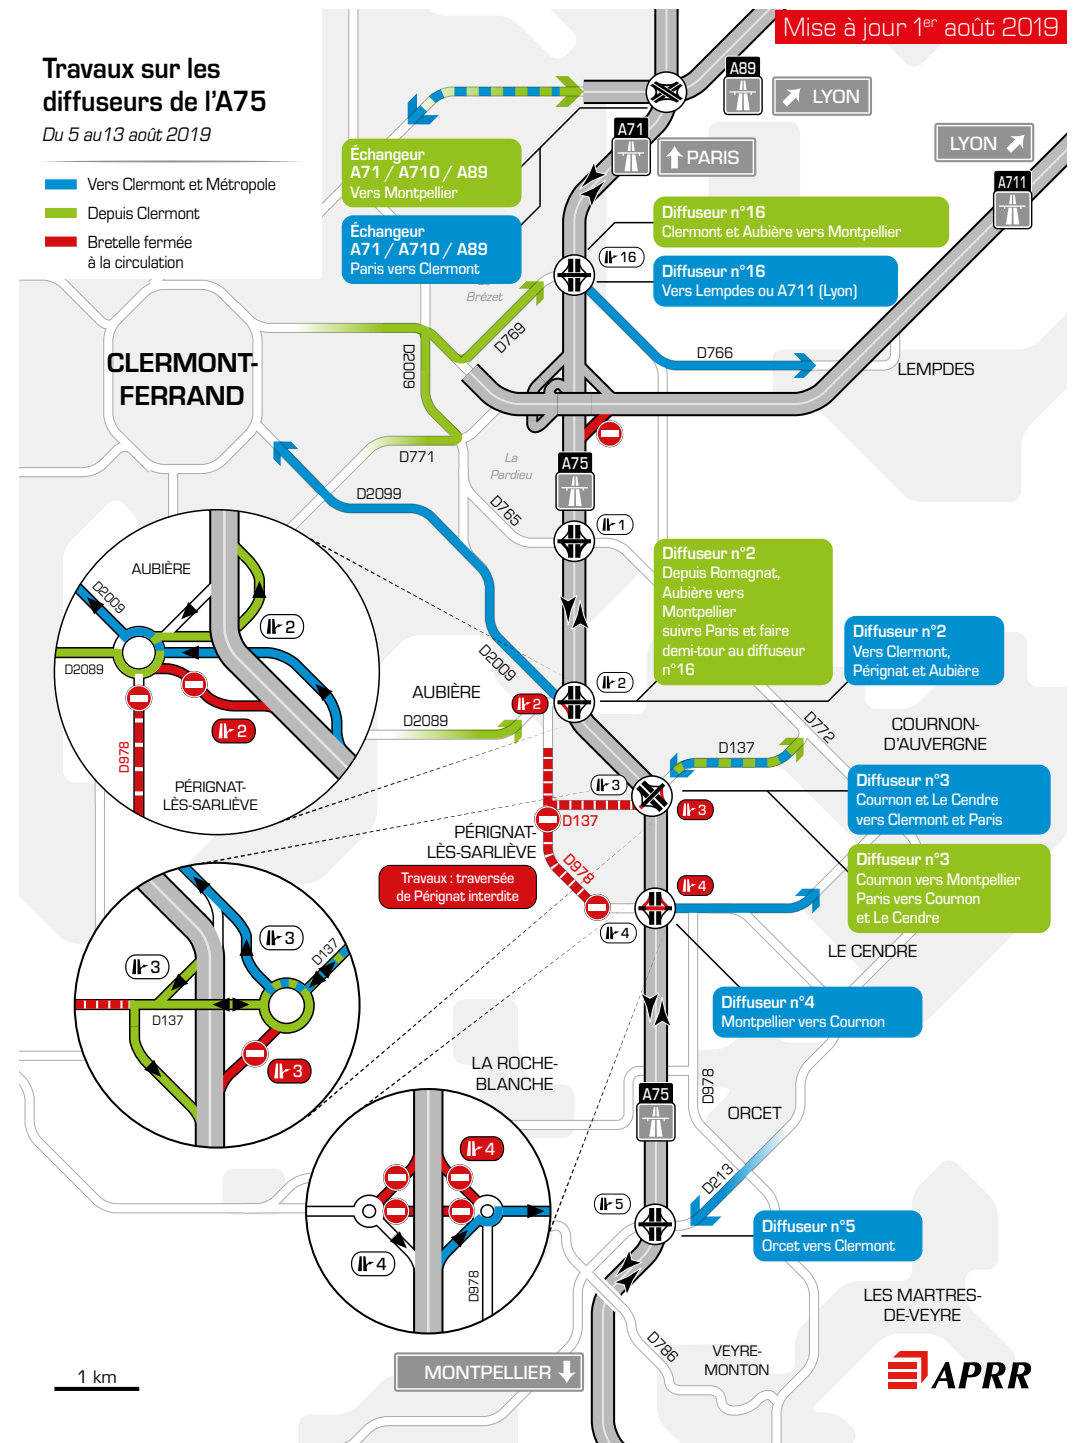 Mise à jour 1er août 2019
Travaux sur les
diffuseurs de l'A75
Du 5 au13 août 2019
Vers Clermont et Métropole
Depuis Clermont
Bretelle fermée
à la circulation
A89
LYON
A71
PARIS
LYON
A711
Échangeur
A71 / A710 / A89
Vers Montpellier
Échangeur
A71 / A710 / A89
Paris vers Clermont
Diffuseur n°16
Clermont et Aubière vers Montpellier
16
Diffuseur n°16
Vers Lempdes ou A711 (Lyon)
Brézet
D769
D2009
D766
LEMPDES
CLERMONT-
FERRAND
D771
La
Pardieu
A75
D2099
D765
1
Diffuseur n°2
Depuis Romagnat,
Aubière vers
Montpellier
suivre Paris et faire
demi-tour au diffuseur
n°16
Diffuseur n°2
Vers Clermont,
Pérignat et Aubière
AUBIÈRE
D2009
2
D2089
2
D978
PÉRIGNAT-
LÈS-SARLIÈVE
D2009
2
AUBIÈRE
2
D2089
D772
COURNON-
D'AUVERGNE
D137
3
3
D137
Diffuseur n°3
Cournon et Le Cendre
vers Clermont et Paris
PÉRIGNAT-
LÈS-SARLIÈVE
Travaux : traversée
de Pérignat interdite
D978
Diffuseur n°3
Cournon vers Montpellier
Paris vers Cournon
et Le Cendre
4
4
LE CENDRE
3
D137
3
D137
3
Diffuseur n°4
Montpellier vers Cournon
LA ROCHE-
BLANCHE
A75
D978
ORCET
4
4
D978
D213
5
Diffuseur n°5
Orcet vers Clermont
LES MARTRES-
DE-VEYRE
D786
VEYRE-
MONTON
MONTPELLIER
1 km
APRR